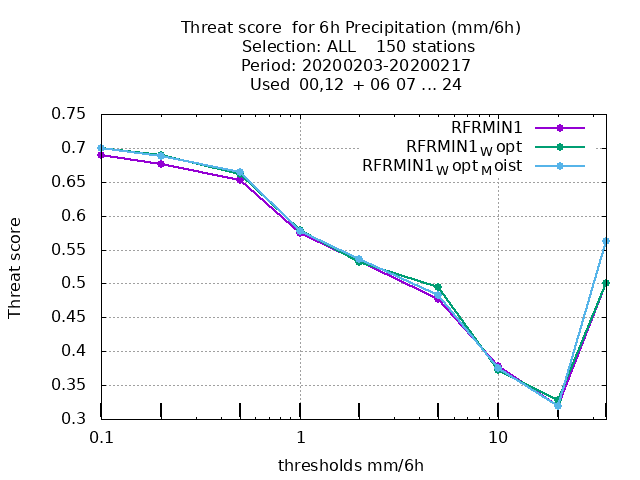 Threat score  for 6h Precipitation (mm/6h)
Selection: ALL    150 stations
Period: 20200203-20200217
Used  00,12  + 06 07 ... 24
0.75
0.7
0.65
0.6
0.55
0.5
0.45
0.4
0.35
0.3
Threat score
RFRMIN1
RFRMIN1Wopt
RFRMIN1WoptMoist
0.1
1
10
thresholds mm/6h